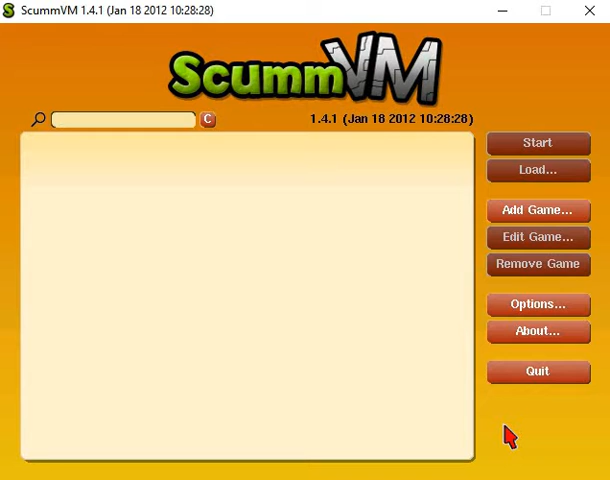 ScummVM 1.4.1 (Jan 18 2012 10:28:28)
ScummVM
C
1.4.1 (Jan 18 2012 10:28:28)
Start
Load...
Add Game...
Edit Game...
Remove Game
Options...
About...
Quit